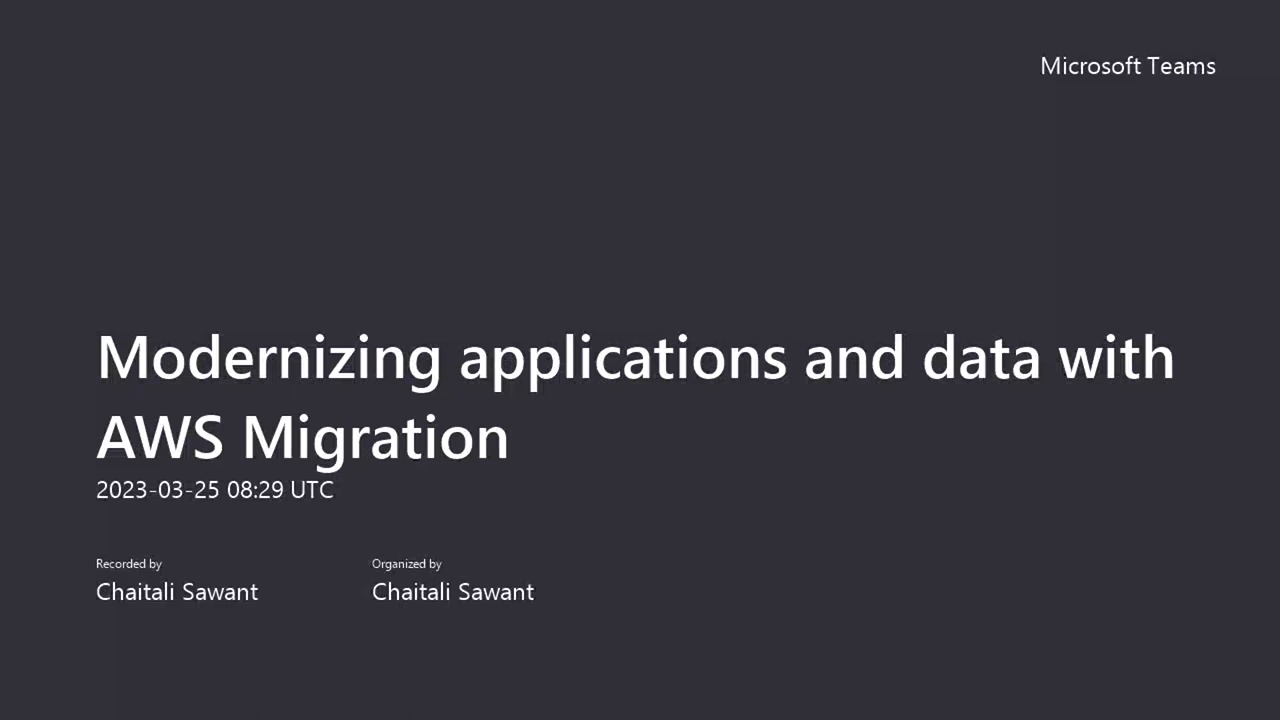 Microsoft Teams
Modernizing applications and data with
AWS Migration
2023-03-25 08:29 UTC
Recorded by
Chaitali Sawant
Organized by
Chaitali Sawant